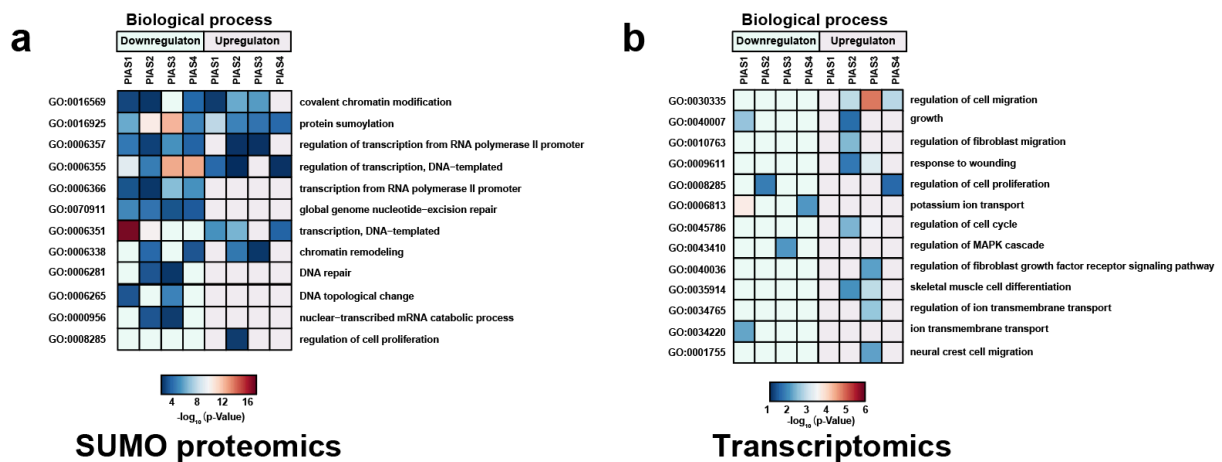 a
Biological process
Downregulaton Upregulaton
PIAS1 PIAS2 PIAS3 PIAS4 PIAS1 PIAS2 PIAS3 PIAS4
GO:0016569 covalent chromatin modification
GO:0016925 protein sumoylation
GO:0006357 regulation of transcription from RNA polymerase II promoter
GO:0006355 regulation of transcription, DNA−templated
GO:0006366 transcription from RNA polymerase II promoter
GO:0070911 global genome nucleotide−excision repair
GO:0006351 transcription, DNA−templated
GO:0006338 chromatin remodeling
GO:0006281 DNA repair
GO:0006265 DNA topological change
GO:0000956 nuclear−transcribed mRNA catabolic process
GO:0008285 regulation of cell proliferation
4 8 12 16
-log₁₀ (p-Value)
SUMO proteomics
b
Biological process
Downregulaton Upregulaton
PIAS1 PIAS2 PIAS3 PIAS4 PIAS1 PIAS2 PIAS3 PIAS4
GO:0030335 regulation of cell migration
GO:0040007 growth
GO:0010763 regulation of fibroblast migration
GO:0009611 response to wounding
GO:0008285 regulation of cell proliferation
GO:0006813 potassium ion transport
GO:0045786 regulation of cell cycle
GO:0043410 regulation of MAPK cascade
GO:0040036 regulation of fibroblast growth factor receptor signaling pathway
GO:0035914 skeletal muscle cell differentiation
GO:0034765 regulation of ion transmembrane transport
GO:0034220 ion transmembrane transport
GO:0001755 neural crest cell migration
1 2 3 4 5 6
-log₁₀ (p-Value)
Transcriptomics